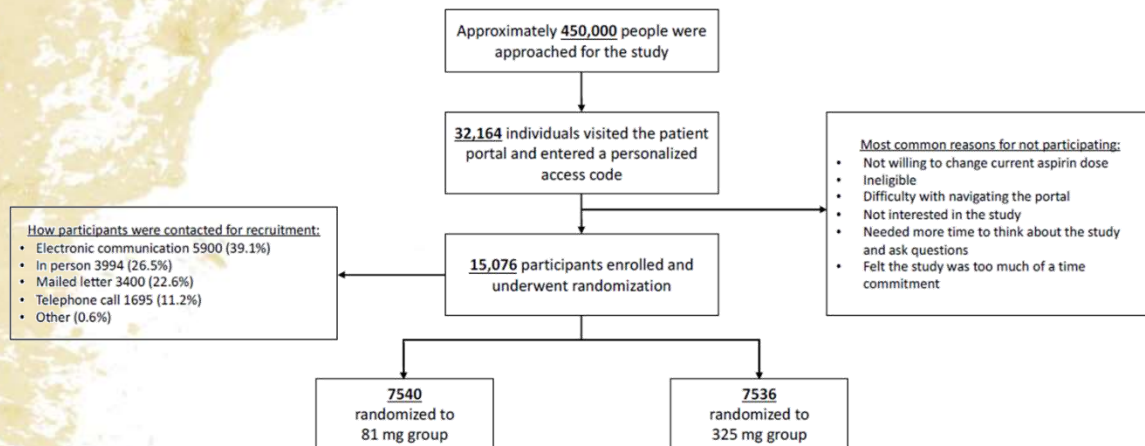 Approximately 450,000 people were
approached for the study
32,164 individuals visited the patient
portal and entered a personalized
access code
Most common reasons for not participating:
• Not willing to change current aspirin dose
• Ineligible
• Difficulty with navigating the portal
• Not interested in the study
• Needed more time to think about the study
and ask questions
• Felt the study was too much of a time
commitment
How participants were contacted for recruitment:
• Electronic communication 5900 (39.1%)
• In person 3994 (26.5%)
• Mailed letter 3400 (22.6%)
• Telephone call 1695 (11.2%)
• Other (0.6%)
15,076 participants enrolled and
underwent randomization
7540
randomized to
81 mg group
7536
randomized to
325 mg group